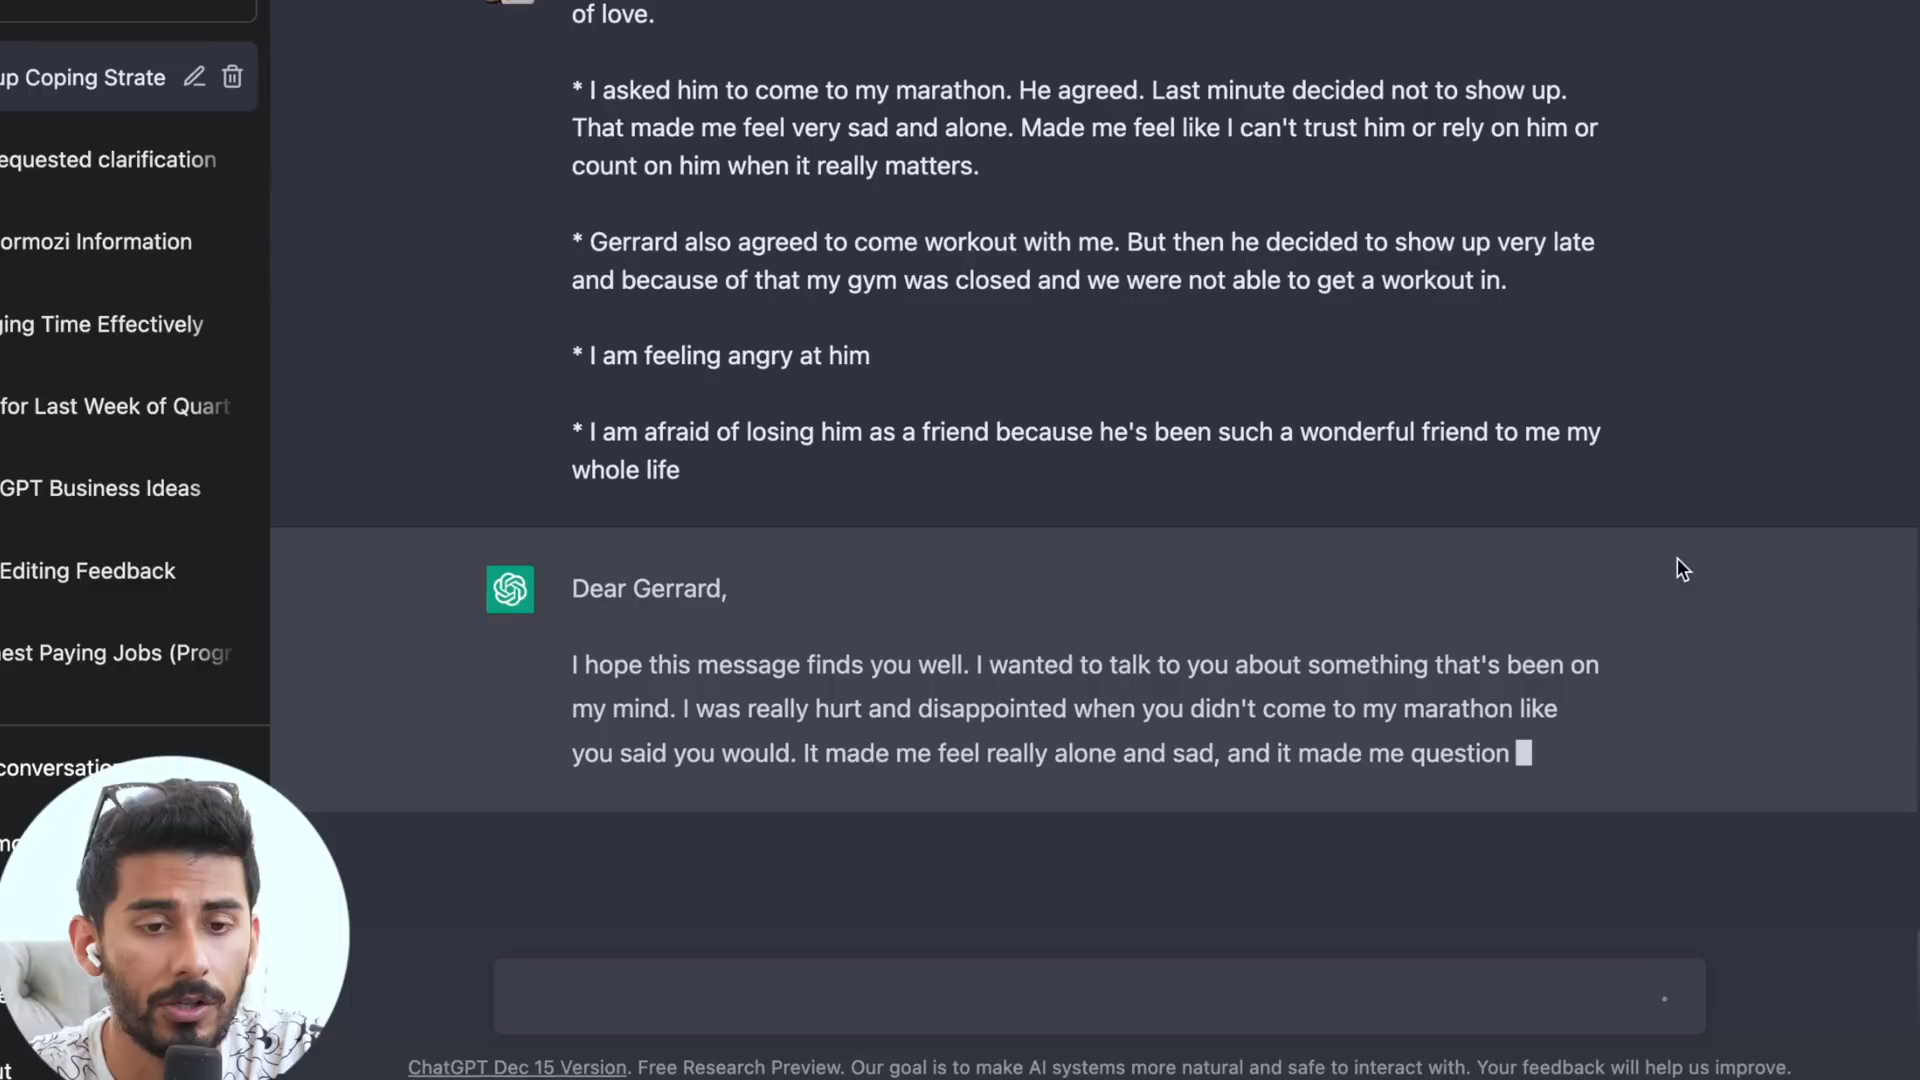 of love.
up Coping Strate
* I asked him to come to my marathon. He agreed. Last minute decided not to show up.
That made me feel very sad and alone. Made me feel like I can't trust him or rely on him or
count on him when it really matters.
equested clarification
* Gerrard also agreed to come workout with me. But then he decided to show up very late
and because of that my gym was closed and we were not able to get a workout in.
ormozi Information
ging Time Effectively
* I am feeling angry at him
for Last Week of Quart
* I am afraid of losing him as a friend because he's been such a wonderful friend to me my
whole life
GPT Business Ideas
Editing Feedback
nest Paying Jobs (Progr
Dear Gerrard,
I hope this message finds you well. I wanted to talk to you about something that's been on
my mind. I was really hurt and disappointed when you didn't come to my marathon like
you said you would. It made me feel really alone and sad, and it made me question
conversatio
ChatGPT Dec 15 Version. Free Research Preview. Our goal is to make AI systems more natural and safe to interact with. Your feedback will help us improve.